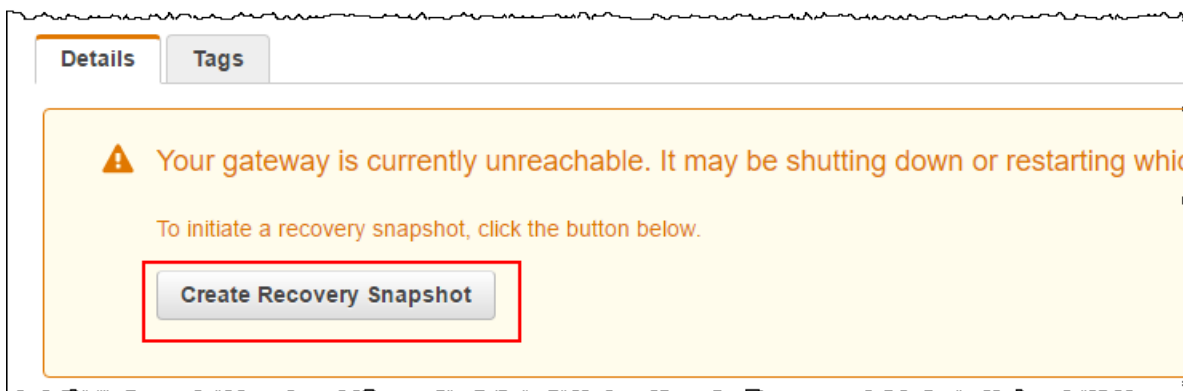 Details Tags
Your gateway is currently unreachable. It may be shutting down or restarting
To initiate a recovery snapshot, click the button below.
Create Recovery Snapshot